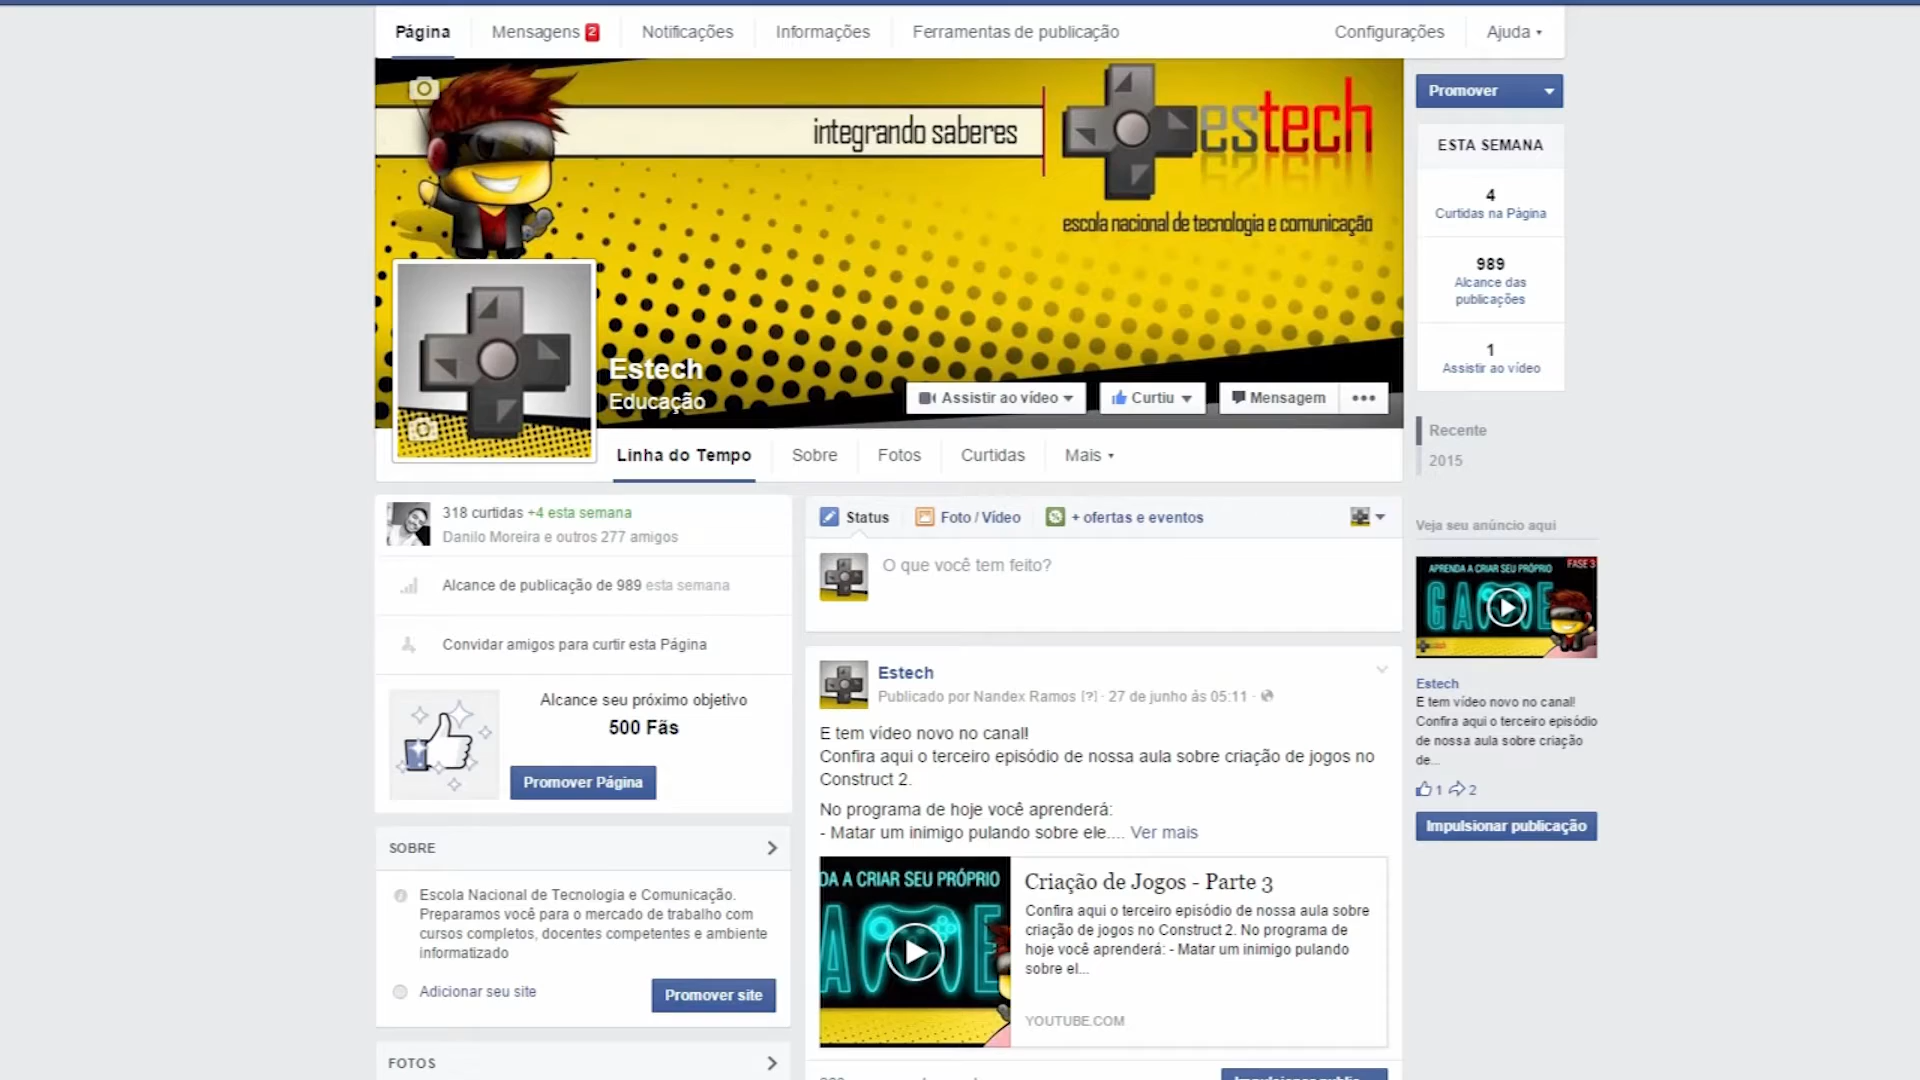 Página
Mensagens 2
Notificações
Informações
Ferramentas de publicação
Configurações
Ajuda
integrando saberes
estech
escola nacional de tecnologia e comunicação
Estech
Educação
Assistir ao vídeo
Curtiu
Mensagem
Linha do Tempo
Sobre
Fotos
Curtidas
Mais
Promover
ESTA SEMANA
4
Curtidas na Página
989
Alcance das
publicações
1
Assistir ao vídeo
Recente
2015
318 curtidas +4 esta semana
Danilo Moreira e outros 277 amigos
Alcance de publicação de 989 esta semana
Convidar amigos para curtir esta Página
Alcance seu próximo objetivo
500 Fãs
Promover Página
SOBRE
Escola Nacional de Tecnologia e Comunicação.
Preparamos você para o mercado de trabalho com
cursos completos, docentes competentes e ambiente
informatizado
Adicionar seu site
Promover site
FOTOS
Status
Foto / Vídeo
+ ofertas e eventos
O que você tem feito?
Estech
Publicado por Nandex Ramos [?] · 27 de junho às 05:11 ·
E tem vídeo novo no canal!
Confira aqui o terceiro episódio de nossa aula sobre criação de jogos no
Construct 2.
No programa de hoje você aprenderá:
- Matar um inimigo pulando sobre ele.... Ver mais
DA A CRIAR SEU PRÓPRIO
Criação de Jogos - Parte 3
Confira aqui o terceiro episódio de nossa aula sobre
criação de jogos no Construct 2. No programa de
hoje você aprenderá: - Matar um inimigo pulando
sobre el...
YOUTUBE.COM
Veja seu anúncio aqui
APRENDA A CRIAR SEU PRÓPRIO
FASE 3
GAME
Estech
E tem vídeo novo no canal!
Confira aqui o terceiro episódio
de nossa aula sobre criação
de...
1 2
Impulsionar publicação